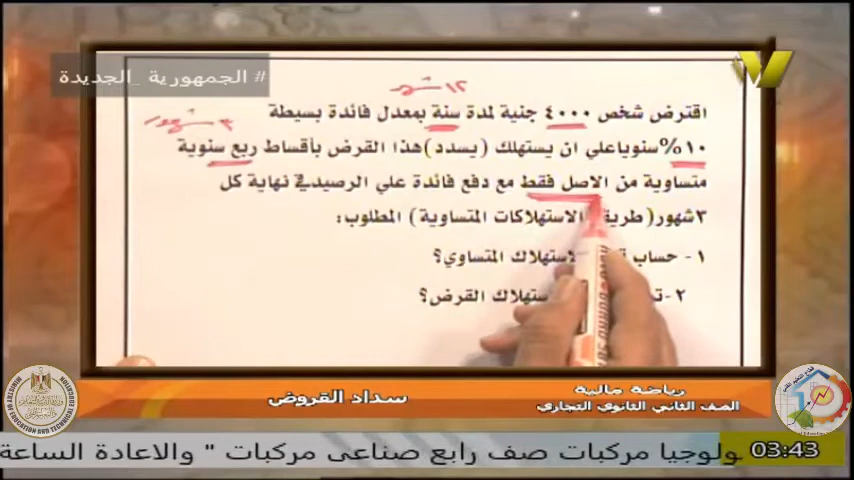 # الجمهورية _الجديدة
١٢ شهر
اقترض شخص ٤٠٠٠ جنية لمدة سنة بمعدل فائدة بسيطة
٣ شهور
١٠% سنويا علي ان يستهلك (يسدد) هذا القرض بأقساط ربع سنوية
متساوية من الاصل فقط مع دفع فائدة علي الرصيد في نهاية كل
٣ شهور (طريقة الاستهلاكات المتساوية) المطلوب:
١- حساب الاستهلاك المتساوي؟
٢- استهلاك القرض؟
رياضة مالية
سداد القروض
الصف الثاني الثانوي التجاري
ولوجيا مركبات صف رابع صناعى مركبات " والاعادة الساعة
03:43